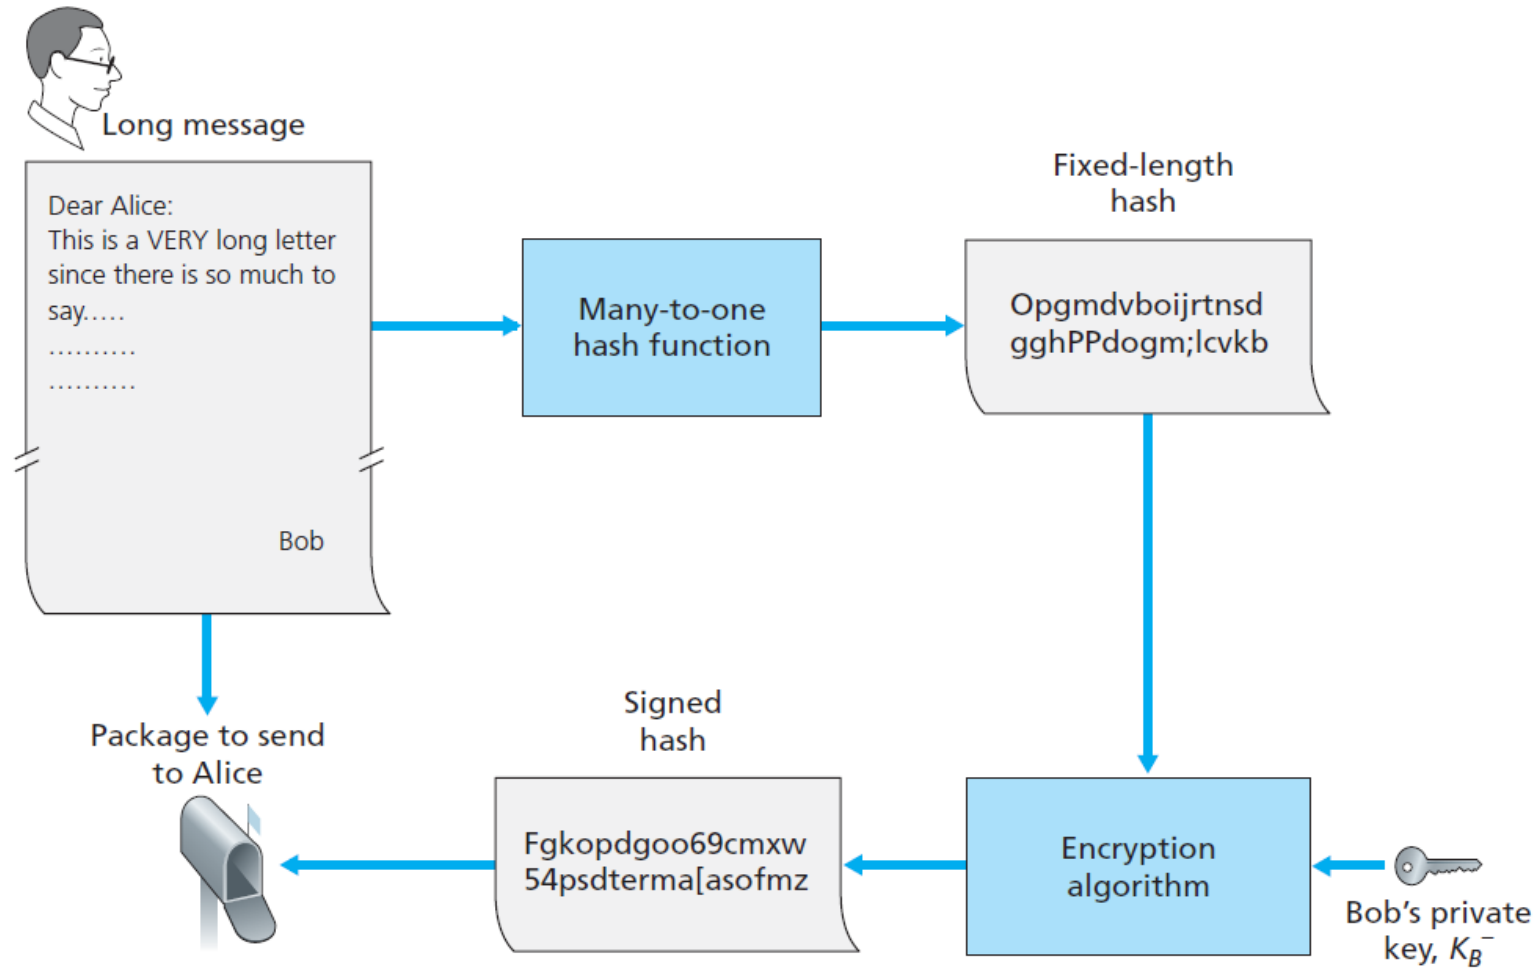 Long message
Dear Alice:
This is a VERY long letter
since there is so much to
say.....
..........
..........
Bob
Many-to-one
hash function
Fixed-length
hash
Opgmdvboijrtnsd
gghPPdogm;lcvkb
Package to send
to Alice
Signed
hash
Fgkopdgoo69cmxw
54psdterma[asofmz
Encryption
algorithm
Bob's private
key, K_B^−